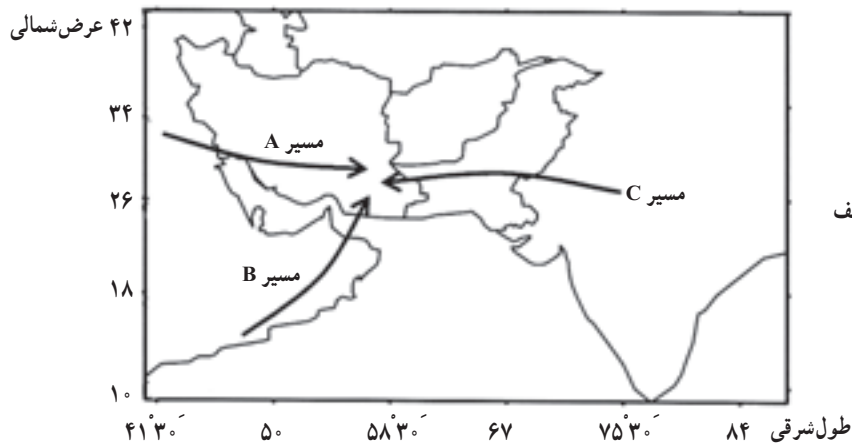 ۴۲ عرض شمالی
۳۴
مسیر A
۲۶
مسیر C
ف
مسیر B
۱۸
۱۰
۴۱°۳۰َ ۵۰ ۵۸°۳۰َ ۶۷ ۷۵°۳۰َ ۸۴ طول شرقی